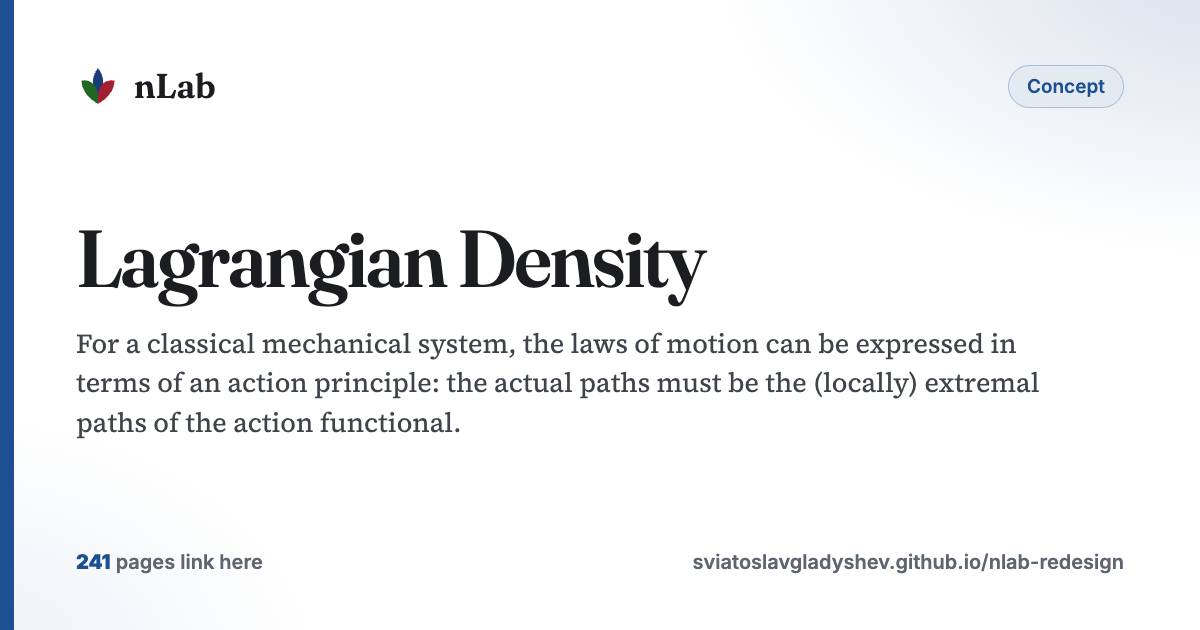 nLab
Concept
Lagrangian Density
For a classical mechanical system, the laws of motion can be expressed in
terms of an action principle: the actual paths must be the (locally) extremal
paths of the action functional.
241 pages link here
sviatoslavgladyshev.github.io/nlab-redesign